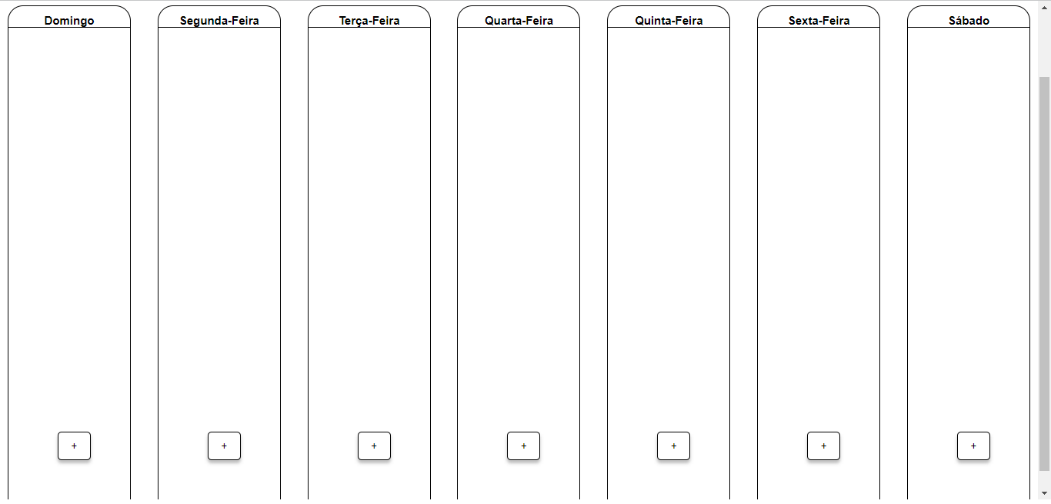 Domingo Segunda-Feira Terça-Feira Quarta-Feira Quinta-Feira Sexta-Feira Sábado
+ + + + + + +